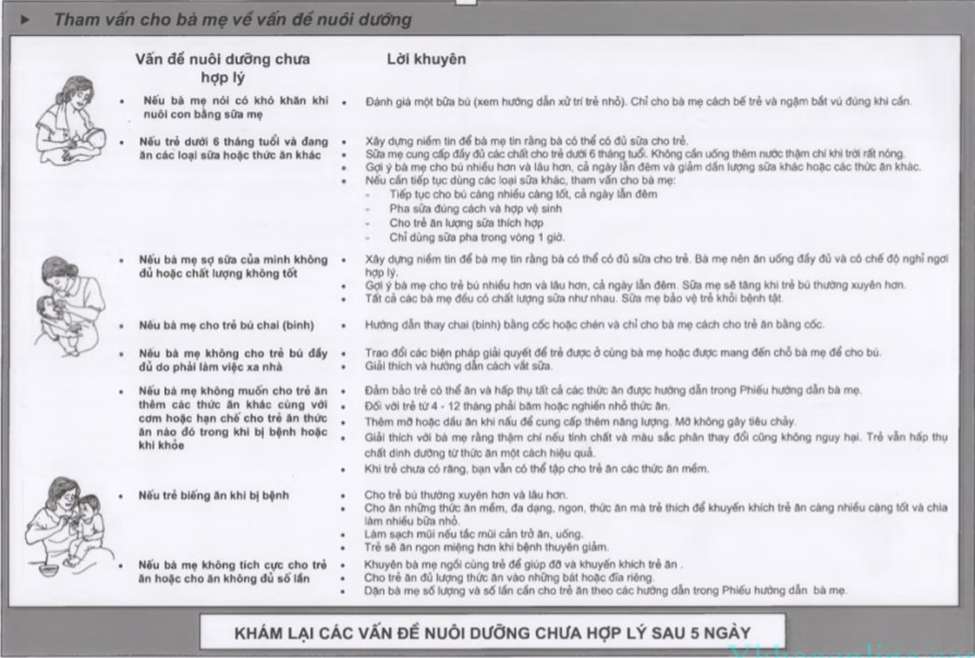 ► Tham vấn cho bà mẹ về vấn đề nuôi dưỡng
Vấn đề nuôi dưỡng chưa hợp lý
Lời khuyên
• Nếu bà mẹ nói có khó khăn khi
nuôi con bằng sữa mẹ
• Đánh giá một bữa bú (xem hướng dẫn xử trí trẻ nhỏ). Chỉ cho bà mẹ cách bế trẻ và ngậm bắt vú đúng khi cần.
• Nếu trẻ dưới 6 tháng tuổi và đang
ăn các loại sữa hoặc thức ăn khác
• Xây dựng niềm tin để bà mẹ tin rằng bà có thể có đủ sữa cho trẻ.
• Sữa mẹ cung cấp đầy đủ các chất cho trẻ dưới 6 tháng tuổi. Không cần uống thêm nước thậm chí khi trời rất nóng.
• Gợi ý bà mẹ cho bú nhiều hơn và lâu hơn, cả ngày lẫn đêm và giảm dần lượng sữa khác hoặc các thức ăn khác.
• Nếu cần tiếp tục dùng các loại sữa khác, tham vấn cho bà mẹ:
- Tiếp tục cho bú càng nhiều càng tốt, cả ngày lẫn đêm
- Pha sữa đúng cách và hợp vệ sinh
- Cho trẻ ăn lượng sữa thích hợp
- Chỉ dùng sữa pha trong vòng 1 giờ.
• Nếu bà mẹ sợ sữa của mình không
đủ hoặc chất lượng không tốt
• Xây dựng niềm tin để bà mẹ tin rằng bà có thể có đủ sữa cho trẻ. Bà mẹ nên ăn uống đầy đủ và có chế độ nghỉ ngơi
hợp lý.
• Gợi ý bà mẹ cho trẻ bú nhiều hơn và lâu hơn, cả ngày lẫn đêm. Sữa mẹ sẽ tăng khi trẻ bú thường xuyên hơn.
• Tất cả các bà mẹ đều có chất lượng sữa như nhau. Sữa mẹ bảo vệ trẻ khỏi bệnh tật.
• Nếu bà mẹ cho trẻ bú chai (bình)
• Hướng dẫn thay chai (bình) bằng cốc hoặc chén và chỉ cho bà mẹ cách cho trẻ ăn bằng cốc.
• Nếu bà mẹ không cho trẻ bú đầy
đủ do phải làm việc xa nhà
• Trao đổi các biện pháp giải quyết để trẻ được ở cùng bà mẹ hoặc được mang đến chỗ bà mẹ để cho bú.
• Giải thích và hướng dẫn cách vắt sữa.
• Nếu bà mẹ không muốn cho trẻ ăn
thêm các thức ăn khác cùng với
cơm hoặc hạn chế cho trẻ ăn thức
ăn nào đó trong khi bị bệnh hoặc
khi khỏe
• Đảm bảo trẻ có thể ăn và hấp thụ tất cả các thức ăn được hướng dẫn trong Phiếu hướng dẫn bà mẹ.
• Đối với trẻ từ 4 - 12 tháng phải băm hoặc nghiền nhỏ thức ăn.
• Thêm mỡ hoặc dầu ăn khi nấu để cung cấp thêm năng lượng. Mỡ không gây tiêu chảy.
• Giải thích với bà mẹ rằng thậm chí nếu tính chất và màu sắc phân thay đổi cũng không nguy hại. Trẻ vẫn hấp thụ
chất dinh dưỡng từ thức ăn một cách hiệu quả.
• Khi trẻ chưa có răng, bạn vẫn có thể tập cho trẻ ăn các thức ăn mềm.
• Nếu trẻ biếng ăn khi bị bệnh
• Cho trẻ bú thường xuyên hơn và lâu hơn.
• Cho ăn những thức ăn mềm, đa dạng, ngon, thức ăn mà trẻ thích để khuyến khích trẻ ăn càng nhiều càng tốt và chia
làm nhiều bữa nhỏ.
• Làm sạch mũi nếu tắc mũi cản trở ăn, uống.
• Trẻ sẽ ăn ngon miệng hơn khi bệnh thuyên giảm.
• Nếu bà mẹ không tích cực cho trẻ
ăn hoặc cho ăn không đủ số lần
• Khuyên bà mẹ ngồi cùng trẻ để giúp đỡ và khuyến khích trẻ ăn .
• Cho trẻ ăn đủ lượng thức ăn vào những bát hoặc đĩa riêng.
• Dặn bà mẹ số lượng và số lần cần cho trẻ ăn theo các hướng dẫn trong Phiếu hướng dẫn bà mẹ.
KHÁM LẠI CÁC VẤN ĐỀ NUÔI DƯỠNG CHƯA HỢP LÝ SAU 5 NGÀY